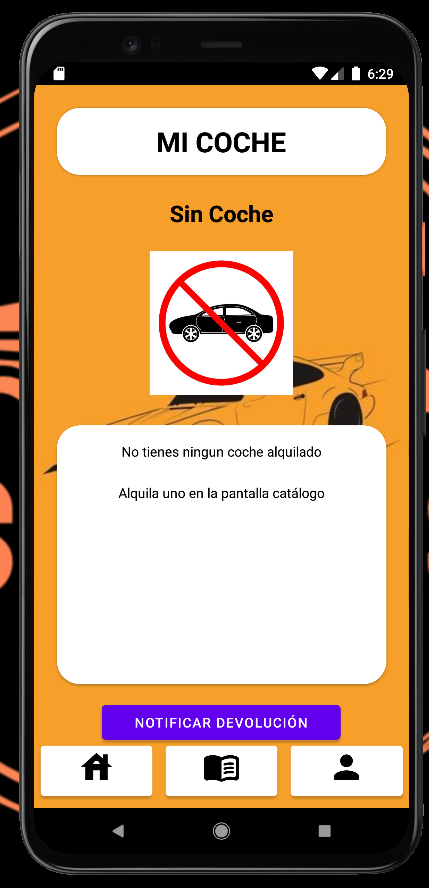 6:29
MI COCHE
Sin Coche
No tienes ningun coche alquilado
Alquila uno en la pantalla catálogo
NOTIFICAR DEVOLUCIÓN